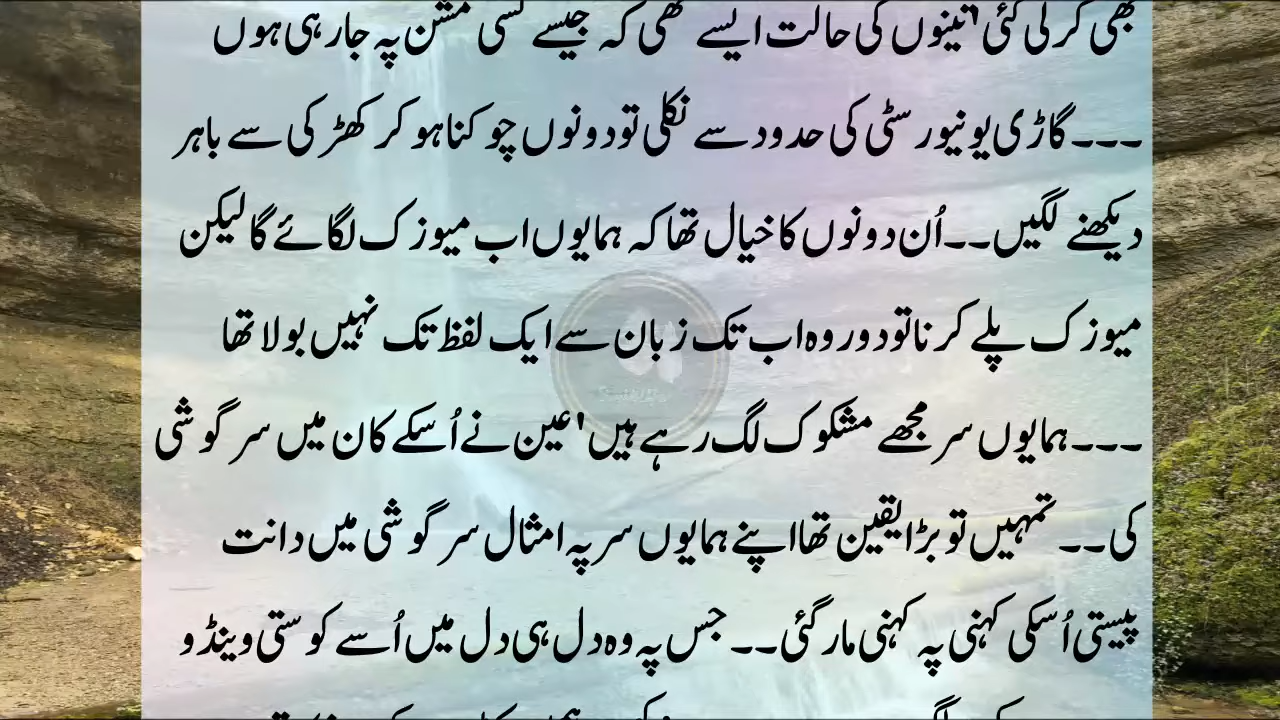 بھی کرلی گئی 'تینوں کی حالت ایسے تھی کہ جیسے کسی مشن پہ جارہی ہوں
---گاڑی یونیورسٹی کی حدود سے نکلی تو دونوں چوکنا ہو کر کھڑکی سے باہر
دیکھنے لگیں--اُن دونوں کا خیال تھا کہ ہمایوں اب میوزک لگائے گا لیکن
میوزک پلے کرنا تو دور وہ اب تک زبان سے ایک لفظ تک نہیں بولا تھا
---ہمایوں سر مجھے مشکوک لگ رہے ہیں'عین نے اُسکے کان میں سرگوشی
کی-- تمہیں تو بڑا یقین تھا اپنے ہمایوں سر پہ امثال سرگوشی میں دانت
پیستی اُسکی کہنی پہ کہنی مار گئی-- جس پہ وہ دل ہی دل میں اُسے کوستی وینڈو